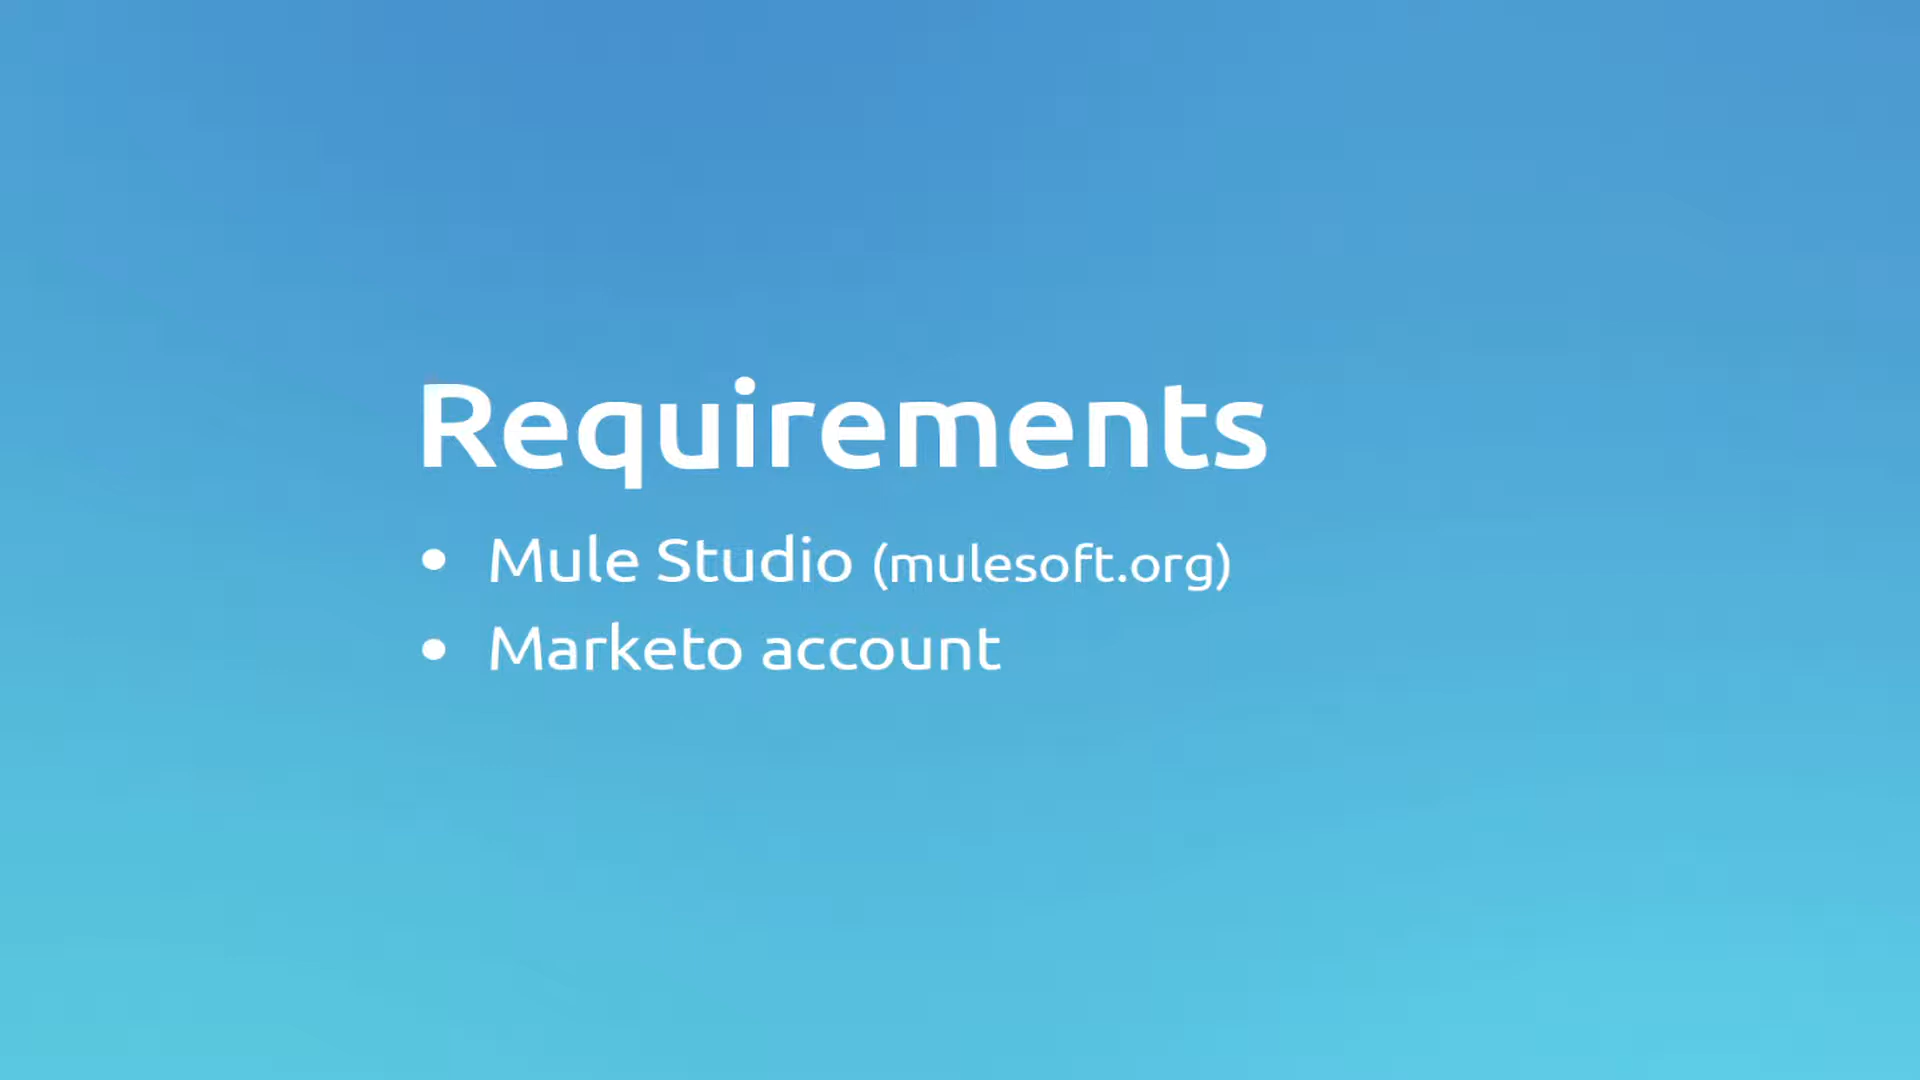 Requirements
• Mule Studio (mulesoft.org)
• Marketo account